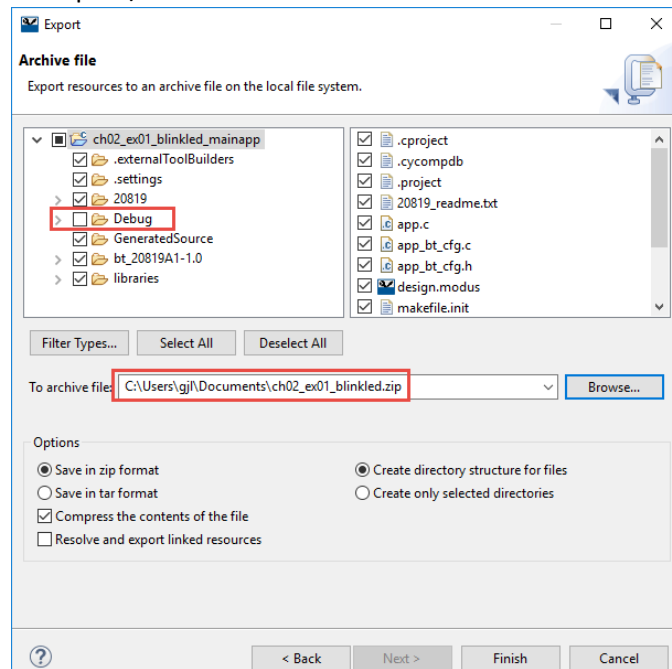 Export
Archive file
Export resources to an archive file on the local file system.
ch02_ex01_blinkled_mainapp
.externalToolBuilders
.settings
20819
Debug
GeneratedSource
bt_20819A1-1.0
libraries
.cproject
.cycompdb
.project
20819_readme.txt
app.c
app_bt_cfg.c
app_bt_cfg.h
design.modus
makefile.init
Filter Types... Select All Deselect All
To archive file: C:\Users\gjl\Documents\ch02_ex01_blinkled.zip Browse...
Options
Save in zip format Create directory structure for files
Save in tar format Create only selected directories
Compress the contents of the file
Resolve and export linked resources
? < Back Next > Finish Cancel